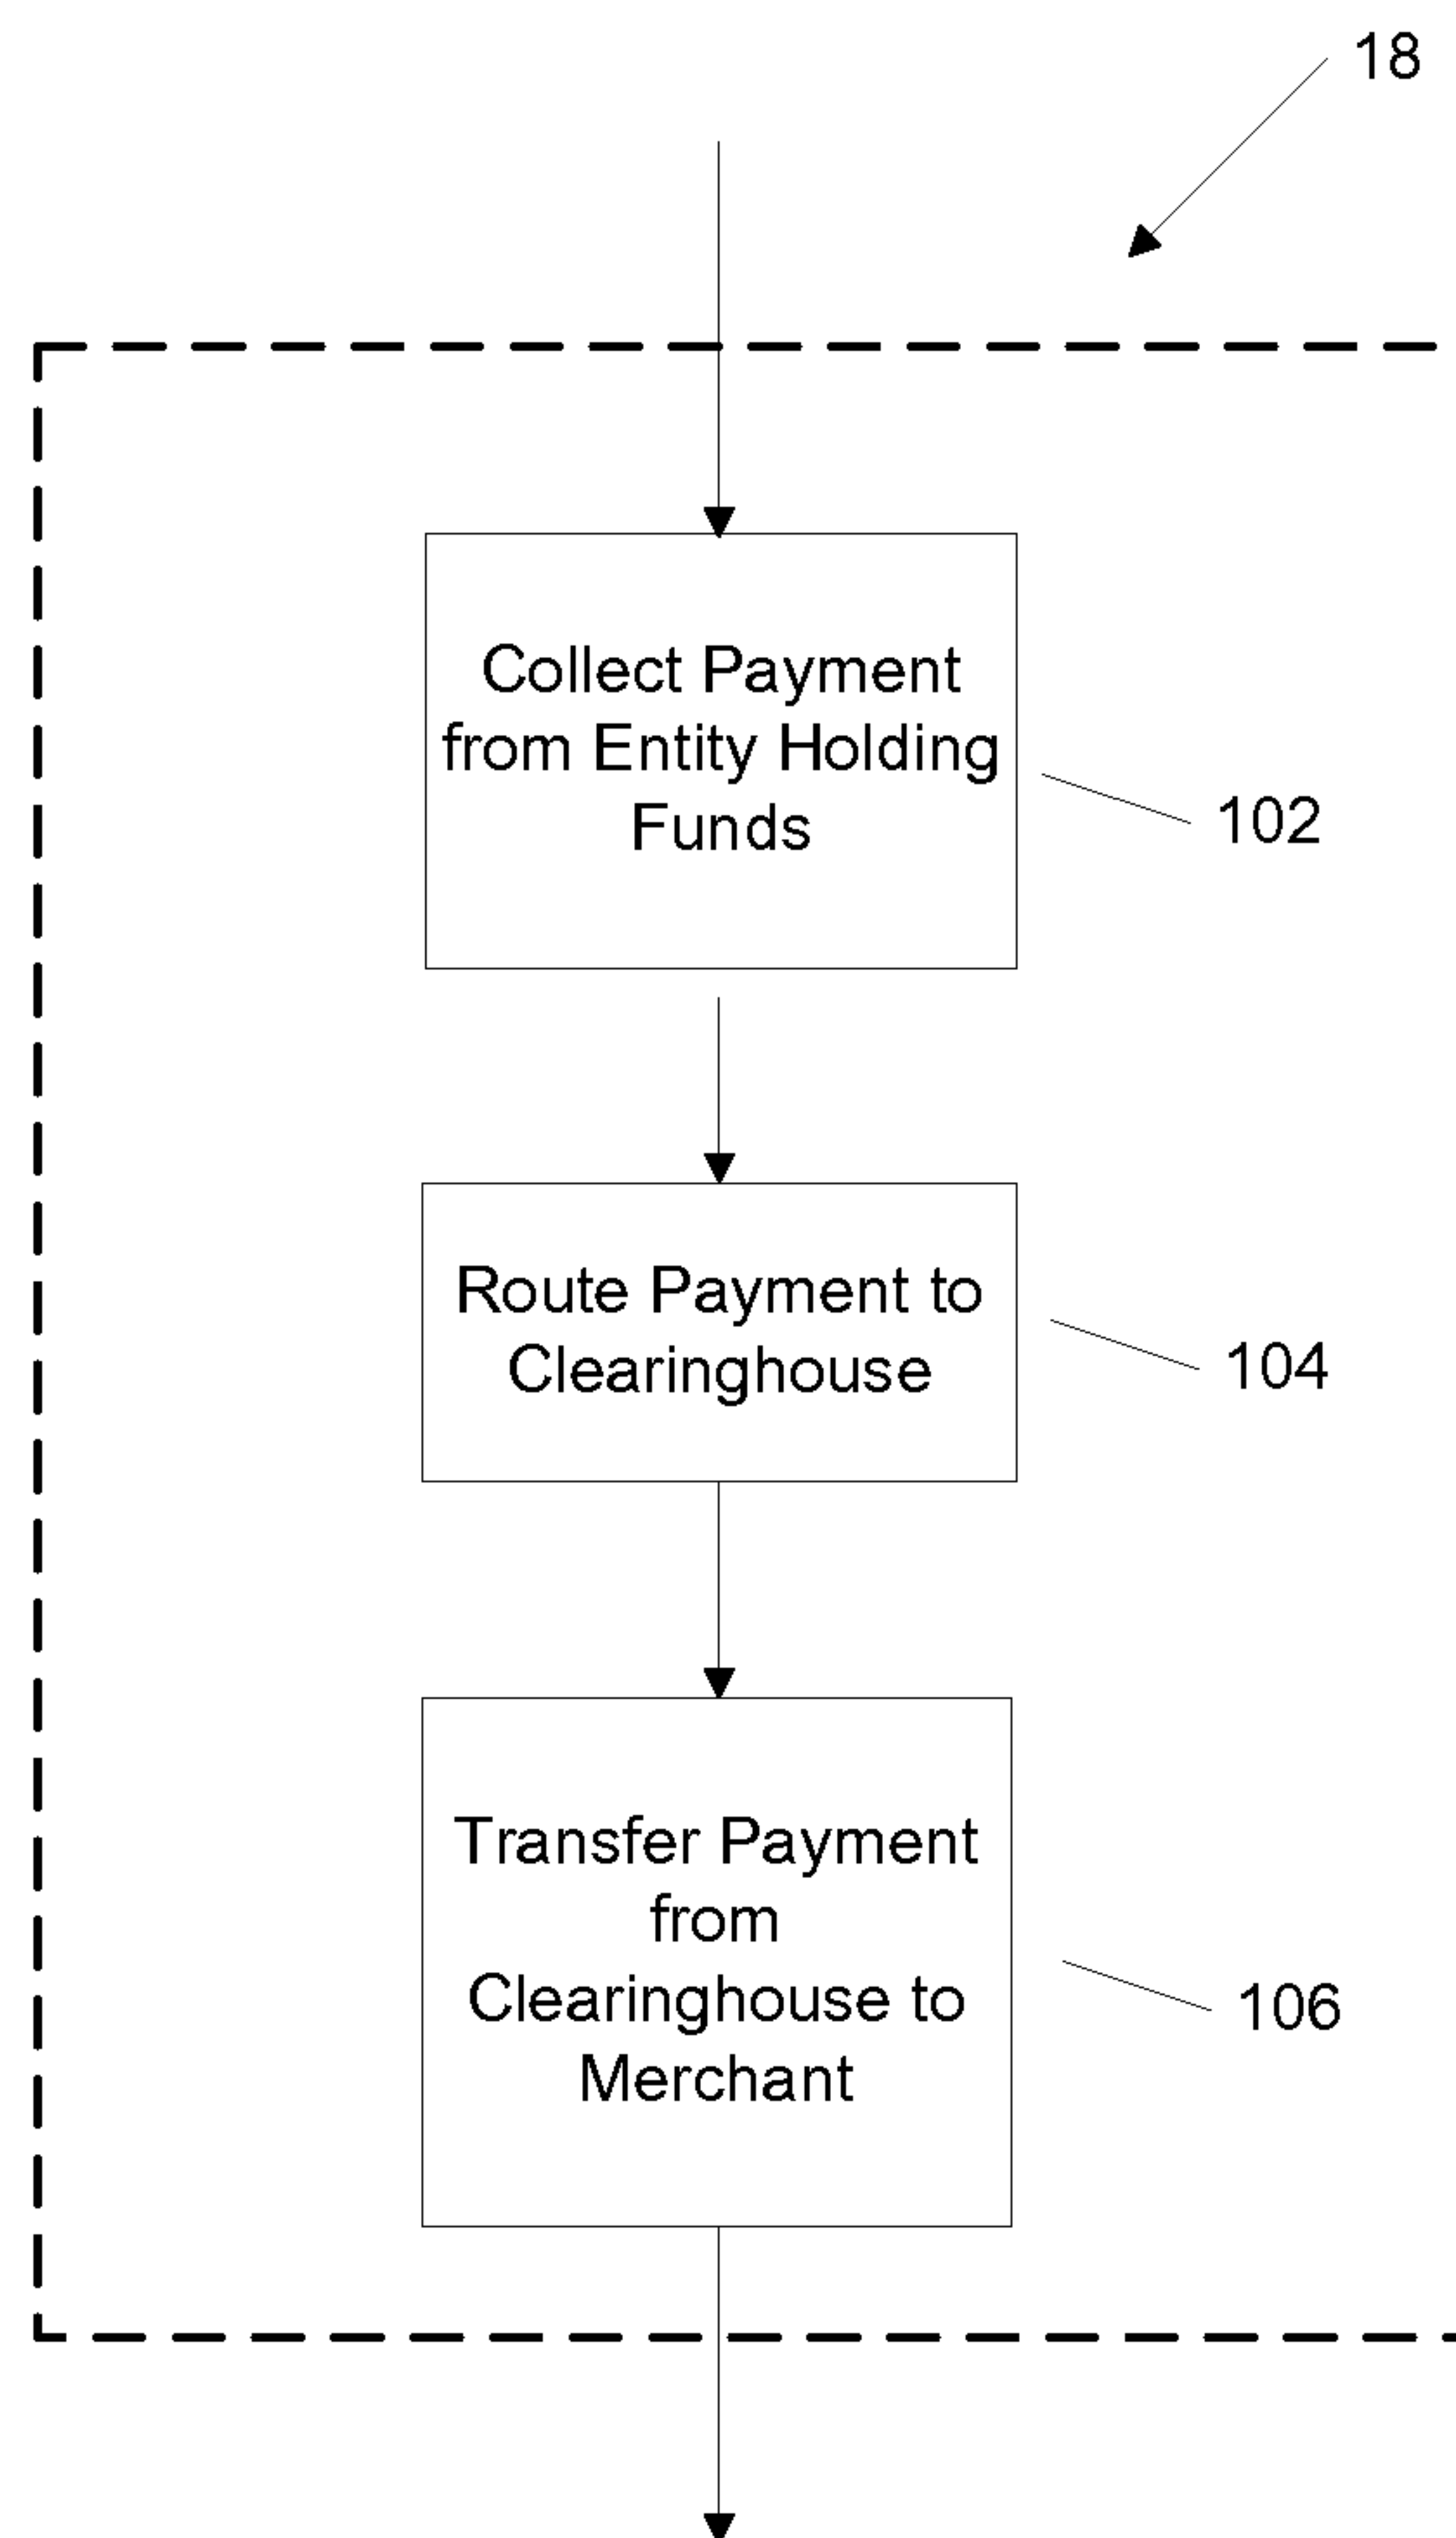 18
Collect Payment
from Entity Holding
Funds
102
Route Payment to
Clearinghouse
104
Transfer Payment
from
Clearinghouse to
Merchant
106